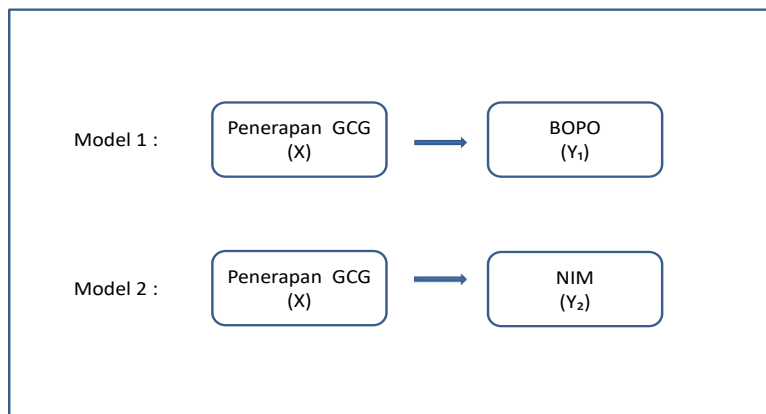 Model 1 :
Penerapan GCG
(X)
BOPO
(Y₁)
Model 2 :
Penerapan GCG
(X)
NIM
(Y₂)